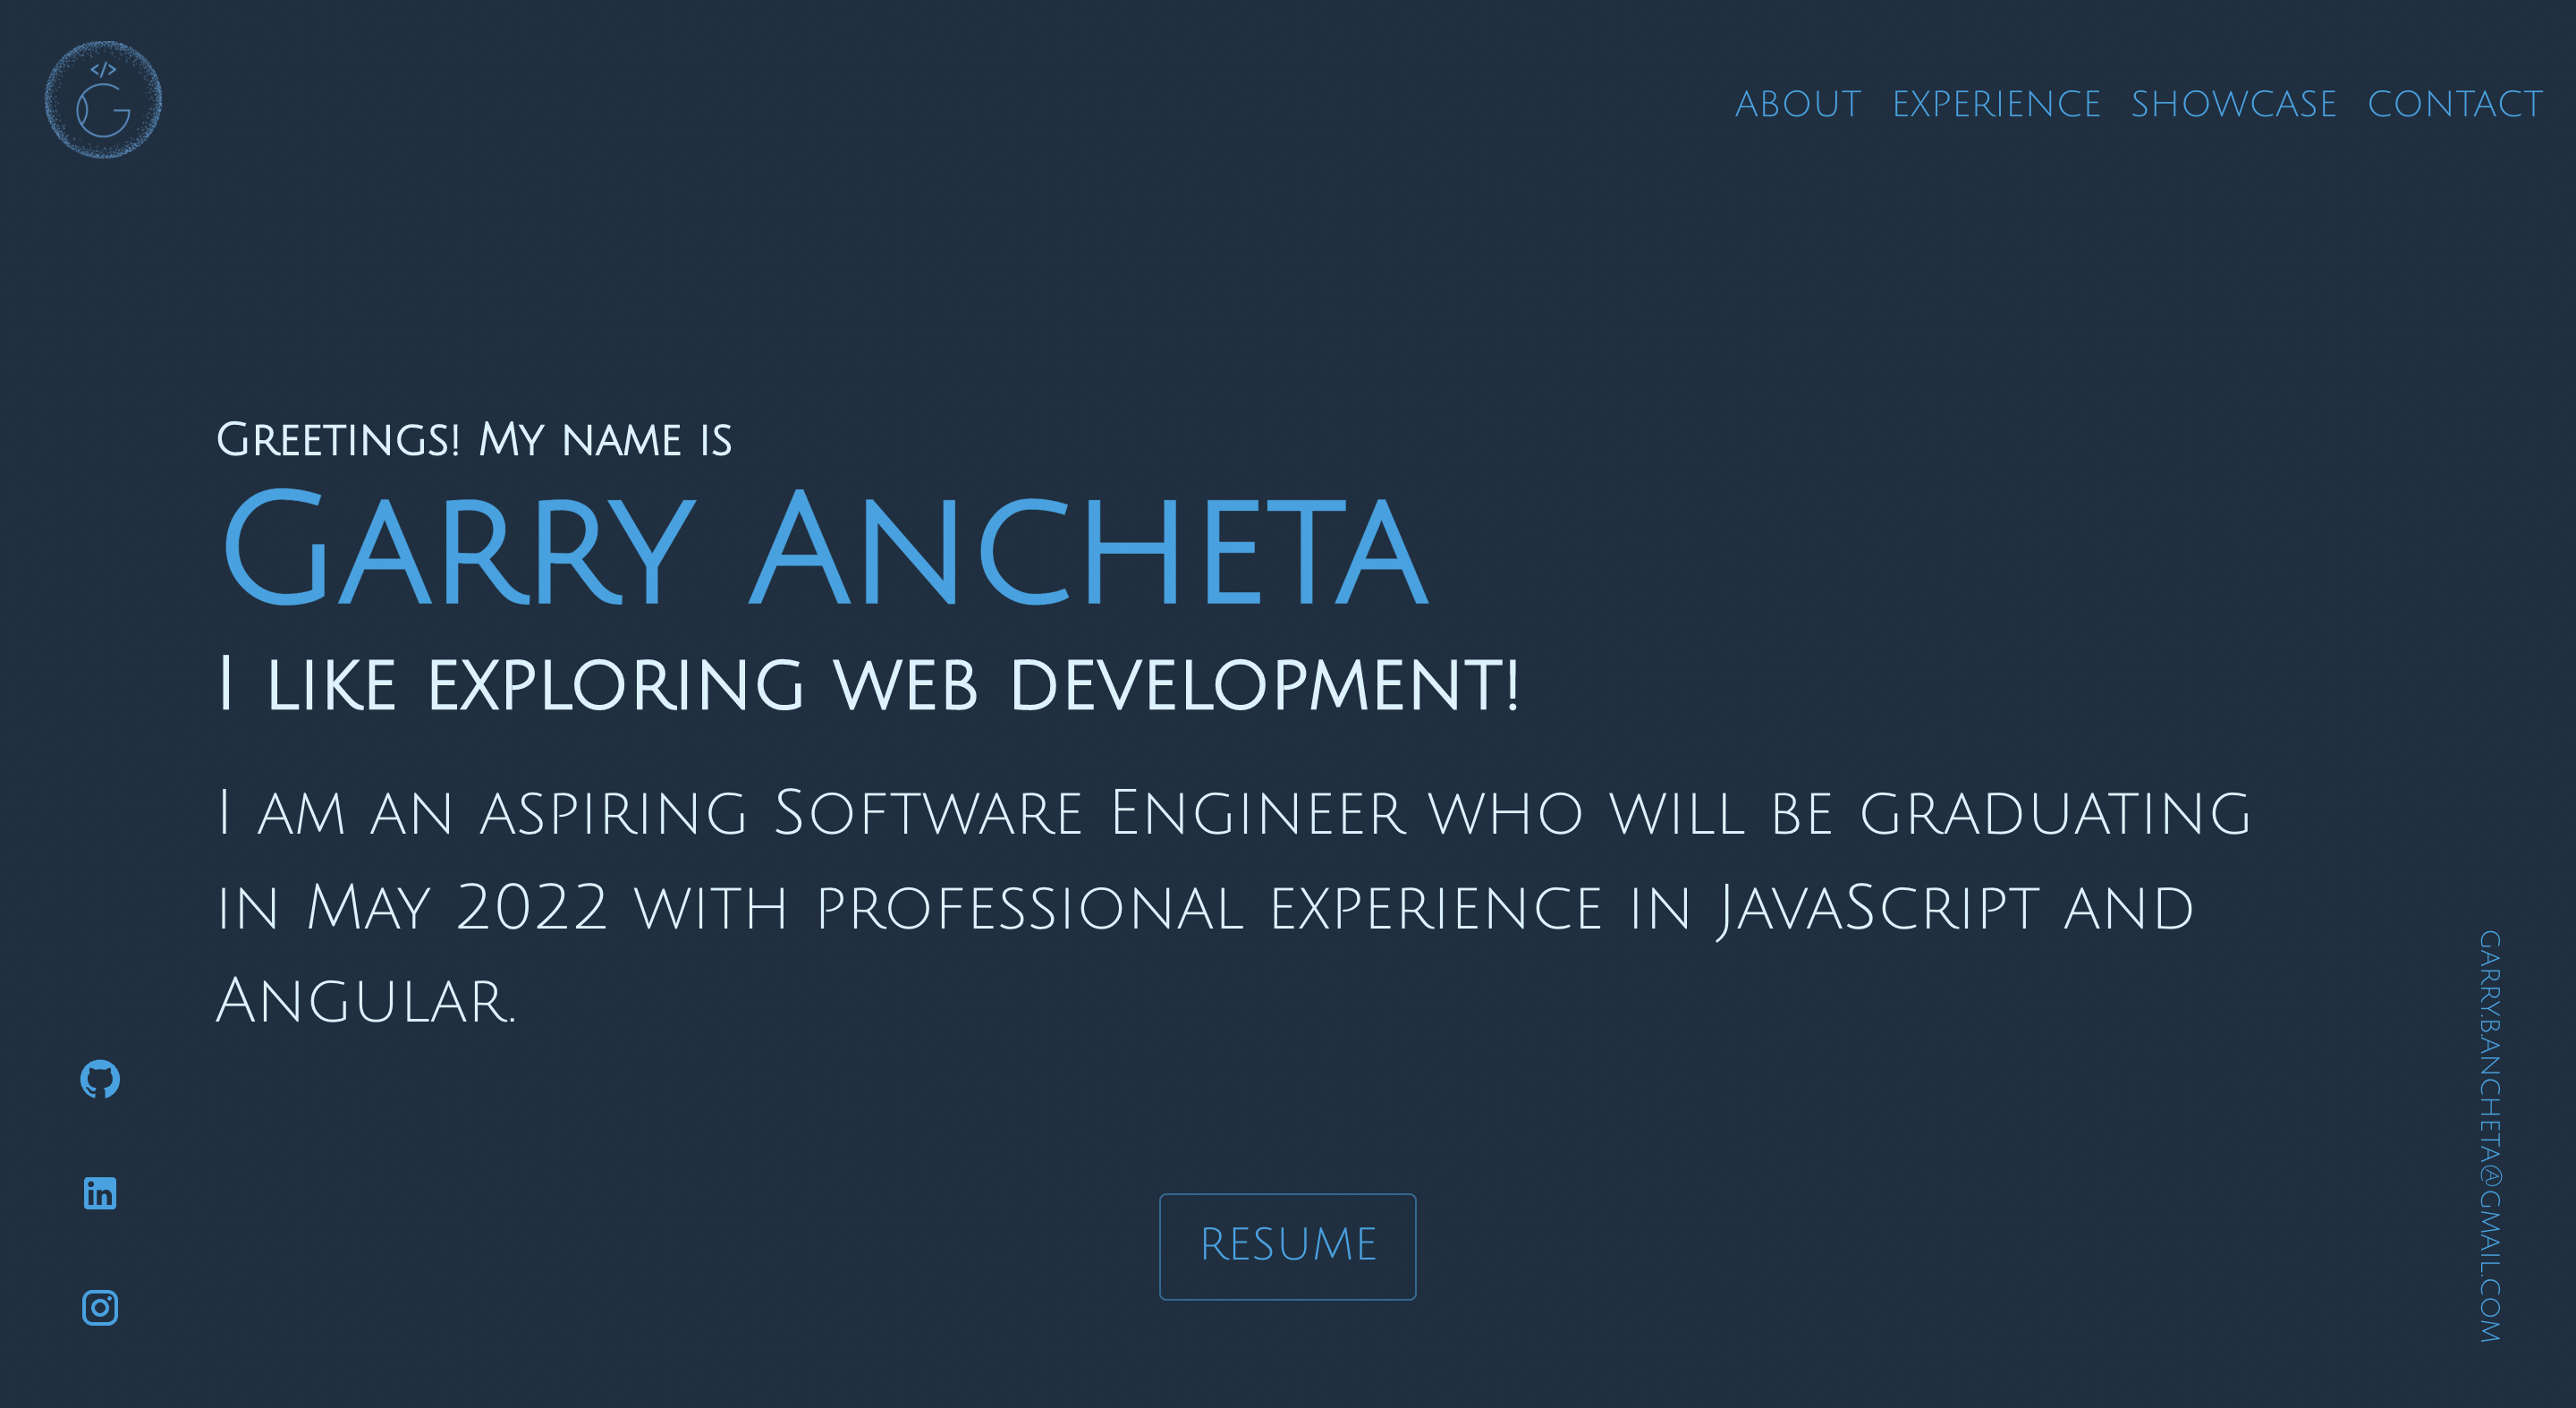 </> G
ABOUT EXPERIENCE SHOWCASE CONTACT
Greetings! My name is
Garry Ancheta
I like exploring web development!
I am an aspiring Software Engineer who will be graduating
in May 2022 with professional experience in JavaScript and
Angular.
GARRY.B.ANCHETA@GMAIL.COM
in
RESUME